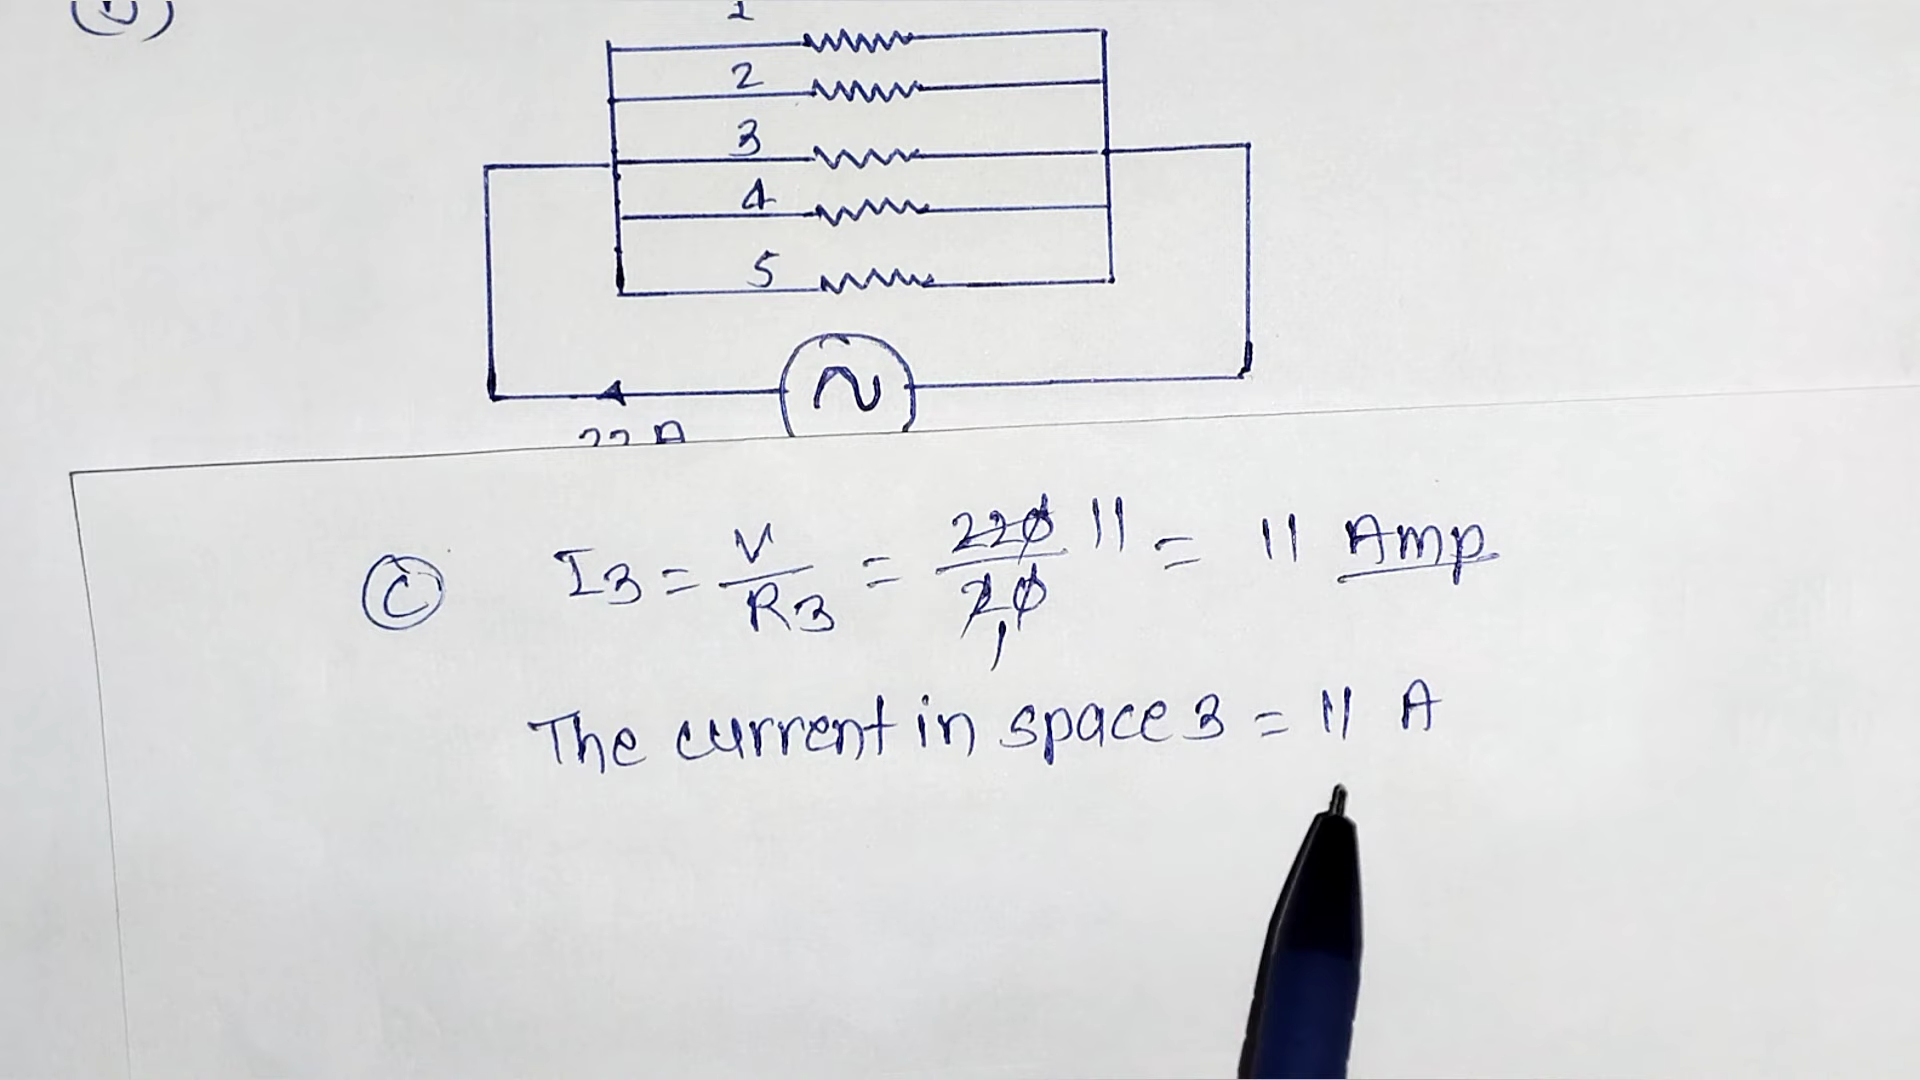 1
2
3
4
5
22 A
(C) I3 = V/R3 = 220/20 11/1 = 11 Amp
The current in space 3 = 11 A